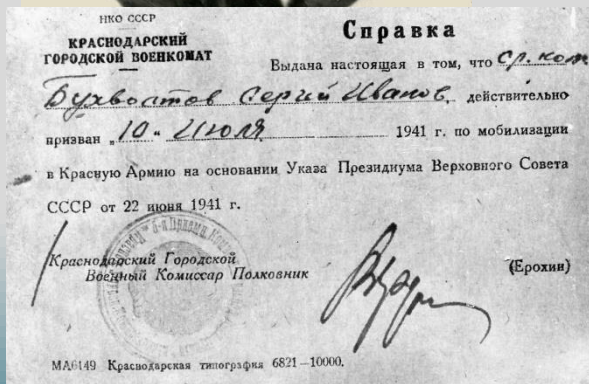 НКО СССР
КРАСНОДАРСКИЙ
ГОРОДСКОЙ ВОЕНКОМАТ
Справка
Выдана настоящая в том, что ср. ком
Бухвостов Сергей Иванов. действительно
призван „10" Июля 1941 г. по мобилизации
в Красную Армию на основании Указа Президиума Верховного Совета
СССР от 22 июня 1941 г.
Краснодарский Городской
Военный Комиссар Полковник
(Ерохин)
МА6149 Краснодарская типография 6821—10000.